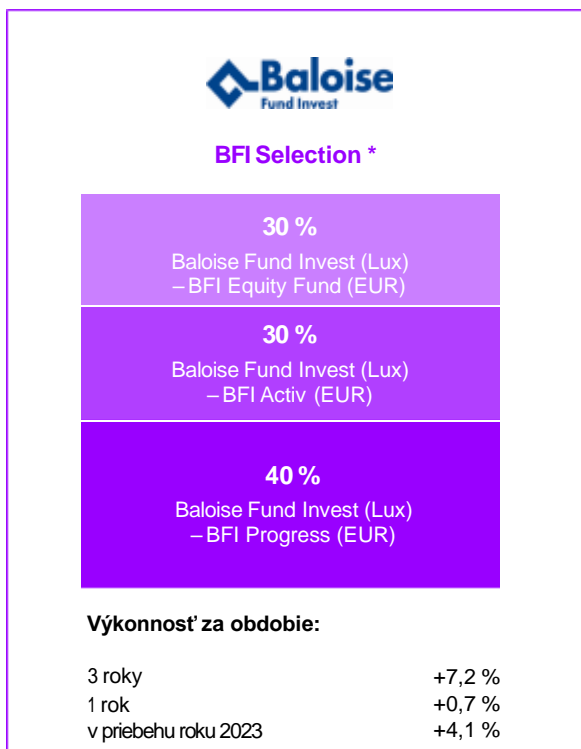 Baloise
Fund Invest
BFI Selection *
30 %
Baloise Fund Invest (Lux)
– BFI Equity Fund (EUR)
30 %
Baloise Fund Invest (Lux)
– BFI Activ (EUR)
40 %
Baloise Fund Invest (Lux)
– BFI Progress (EUR)
Výkonnosť za obdobie:
3 roky +7,2 %
1 rok +0,7 %
v priebehu roku 2023 +4,1 %